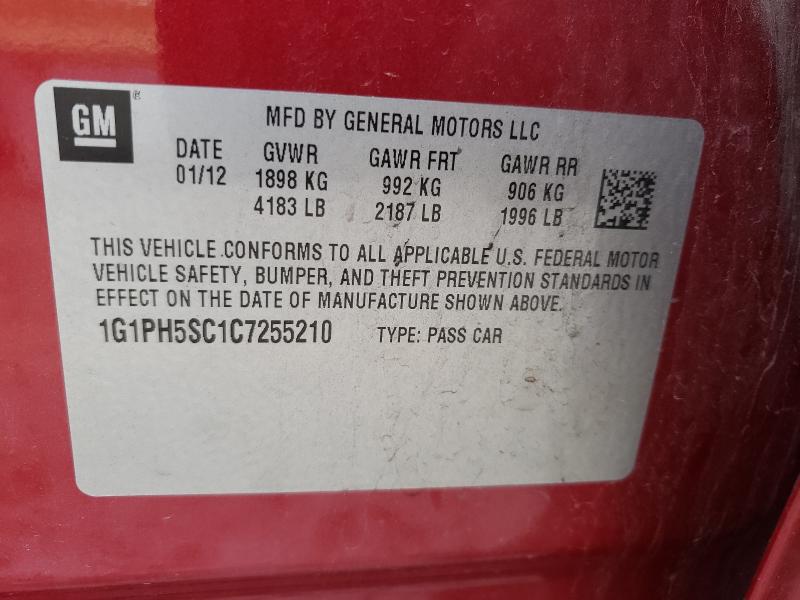 GM ®
MFD BY GENERAL MOTORS LLC
DATE GVWR GAWR FRT GAWR RR
01/12 1898 KG 992 KG 906 KG
4183 LB 2187 LB 1996 LB
THIS VEHICLE CONFORMS TO ALL APPLICABLE U.S. FEDERAL MOTOR
VEHICLE SAFETY, BUMPER, AND THEFT PREVENTION STANDARDS IN
EFFECT ON THE DATE OF MANUFACTURE SHOWN ABOVE.
1G1PH5SC1C7255210 TYPE: PASS CAR